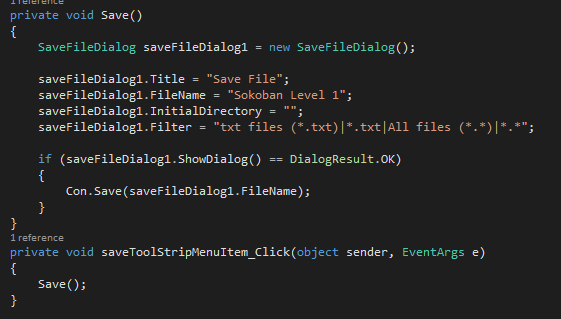 1 reference
private void Save()
{
    SaveFileDialog saveFileDialog1 = new SaveFileDialog();

    saveFileDialog1.Title = "Save File";
    saveFileDialog1.FileName = "Sokoban Level 1";
    saveFileDialog1.InitialDirectory = "";
    saveFileDialog1.Filter = "txt files (*.txt)|*.txt|All files (*.*)|*.*";

    if (saveFileDialog1.ShowDialog() == DialogResult.OK)
    {
        Con.Save(saveFileDialog1.FileName);
    }
}
1 reference
private void saveToolStripMenuItem_Click(object sender, EventArgs e)
{
    Save();
}